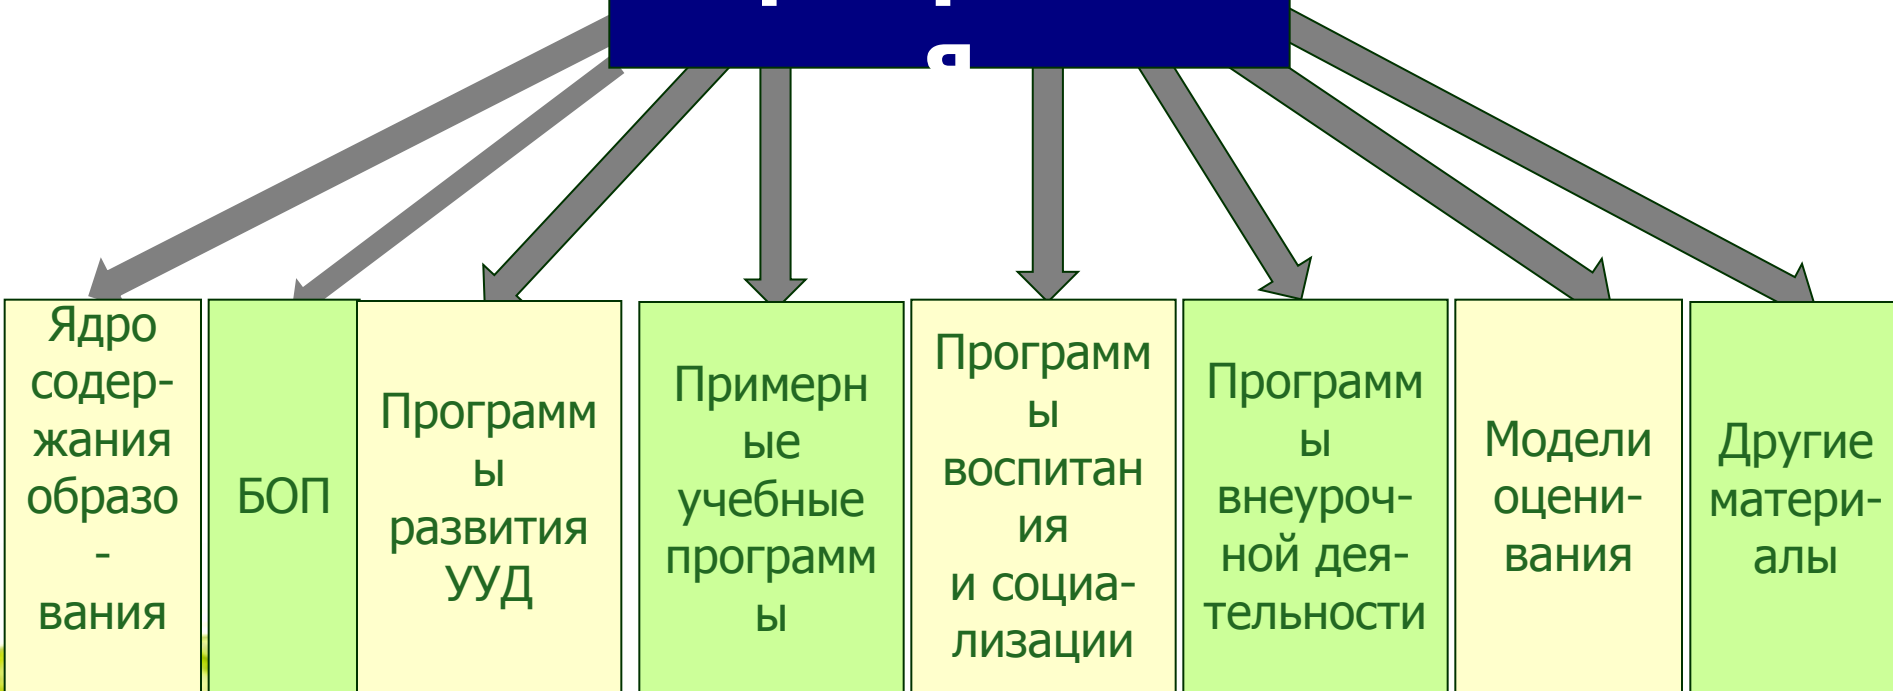 я
Ядро
содер-
жания
образо
-
вания
БОП
Программ
ы
развития
УУД
Примерн
ые
учебные
программ
ы
Программ
ы
воспитан
ия
и социа-
лизации
Программ
ы
внеуроч-
ной дея-
тельности
Модели
оцени-
вания
Другие
матери-
алы